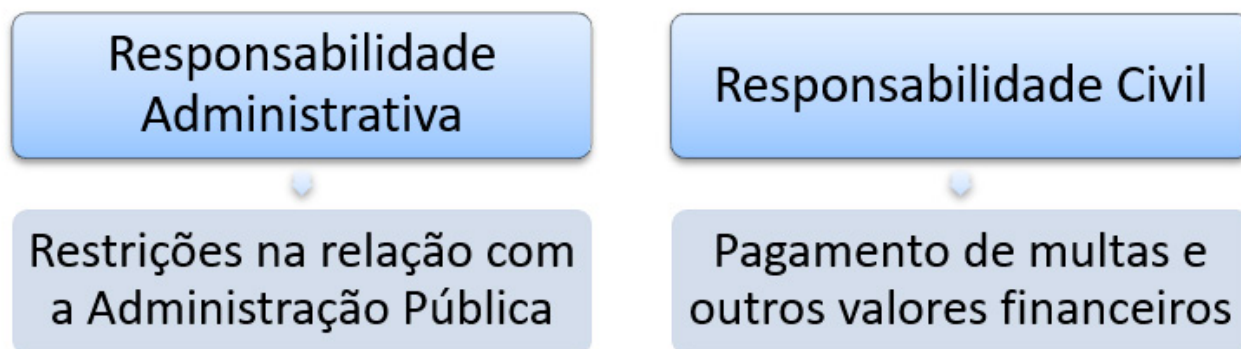 Responsabilidade
Administrativa
Restrições na relação com
a Administração Pública
Responsabilidade Civil
Pagamento de multas e
outros valores financeiros